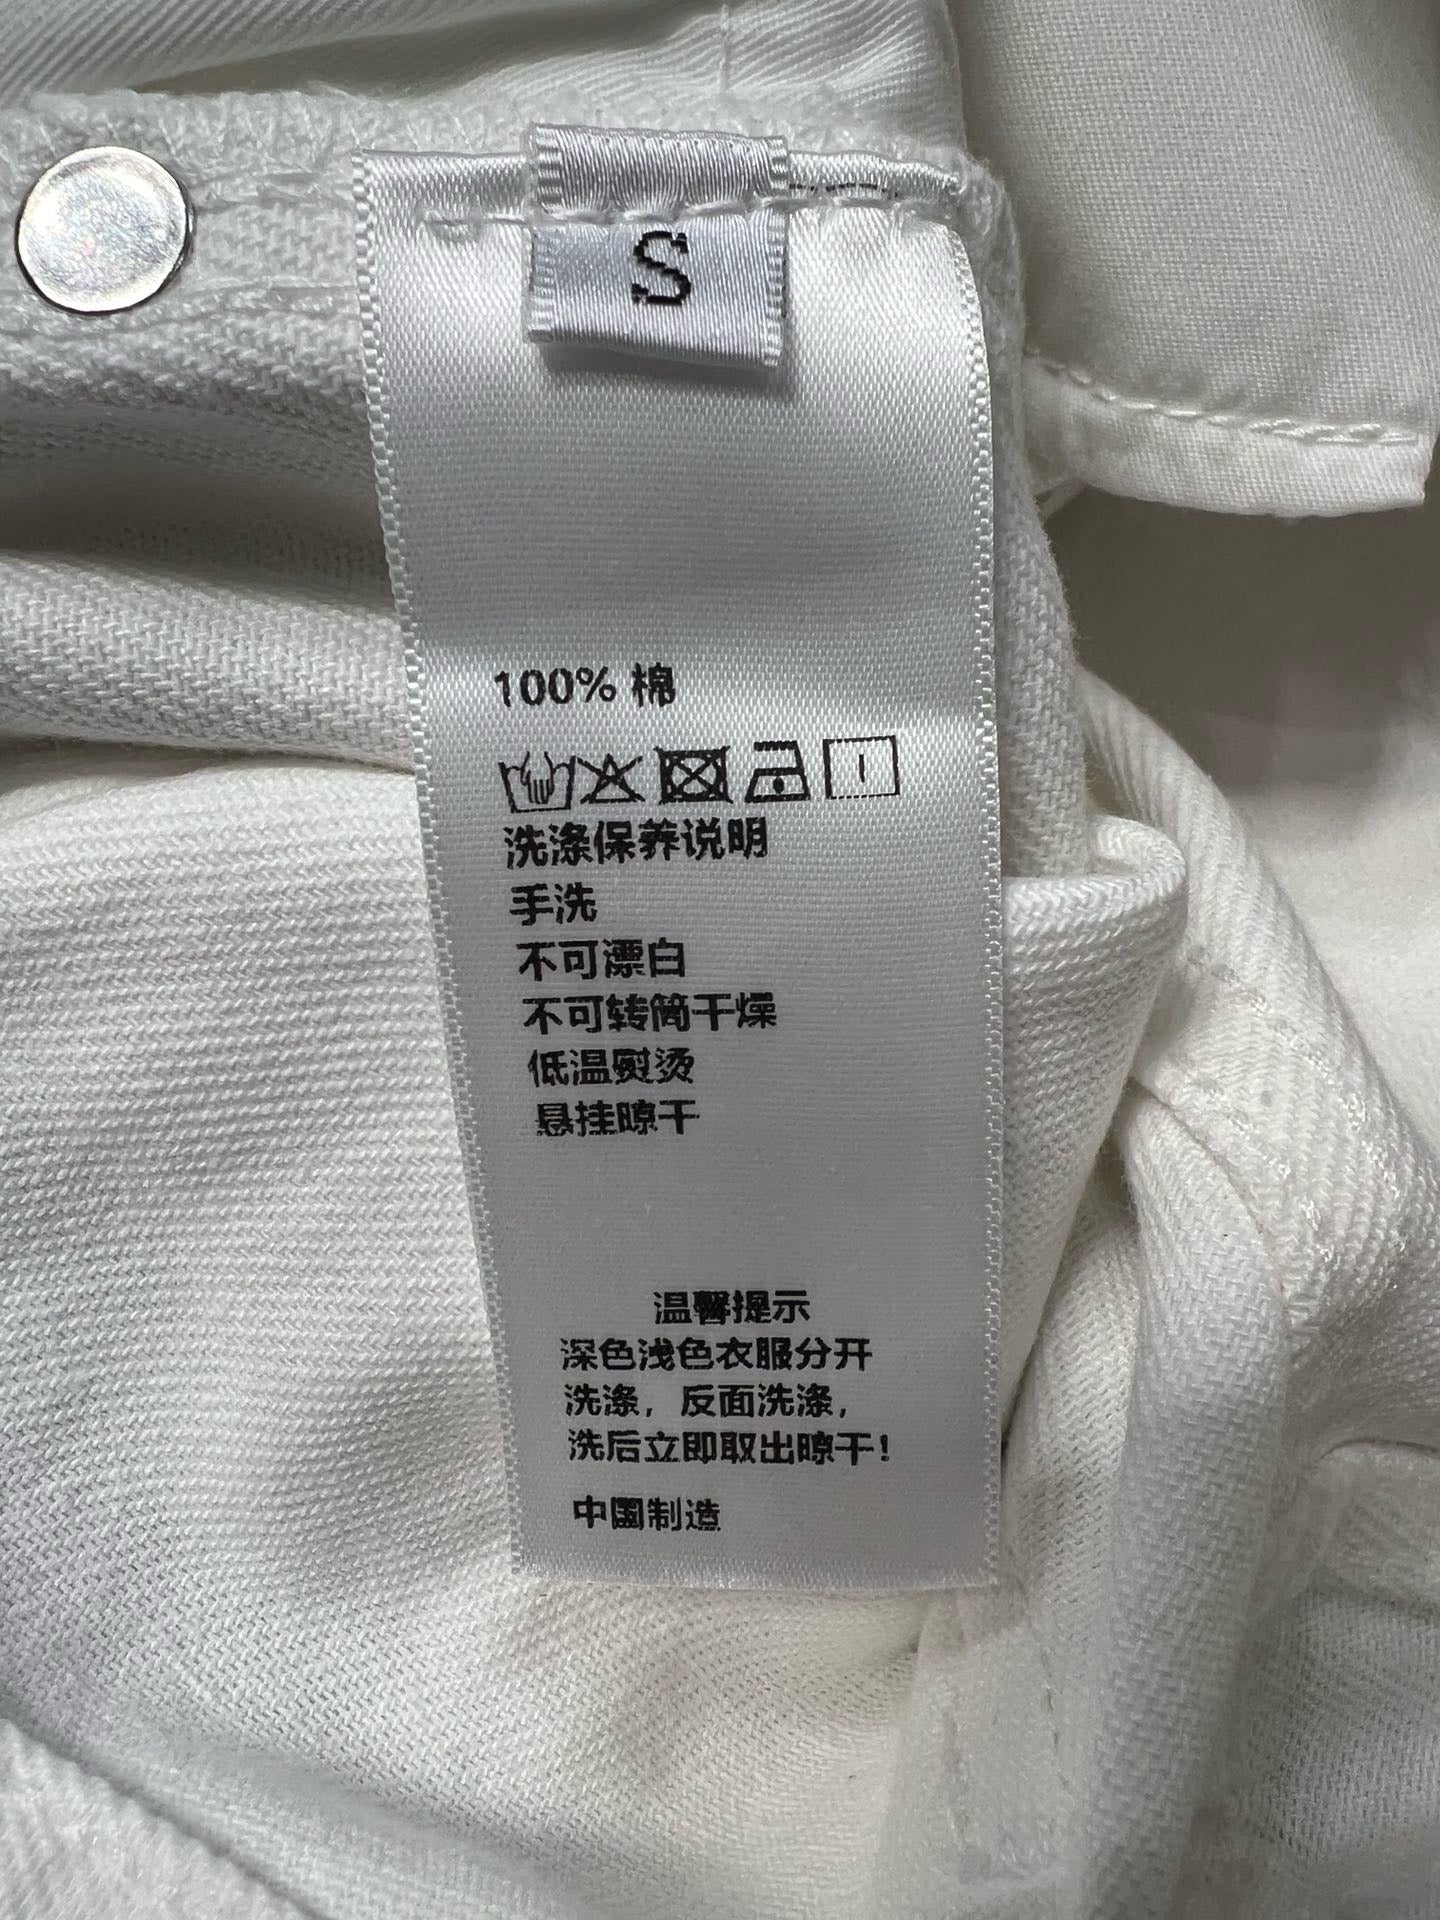 S
100% 棉
洗涤保养说明
手洗
不可漂白
不可转筒干燥
低温熨烫
悬挂晾干
温馨提示
深色浅色衣服分开
洗涤，反面洗涤，
洗后立即取出晾干！
中国制造